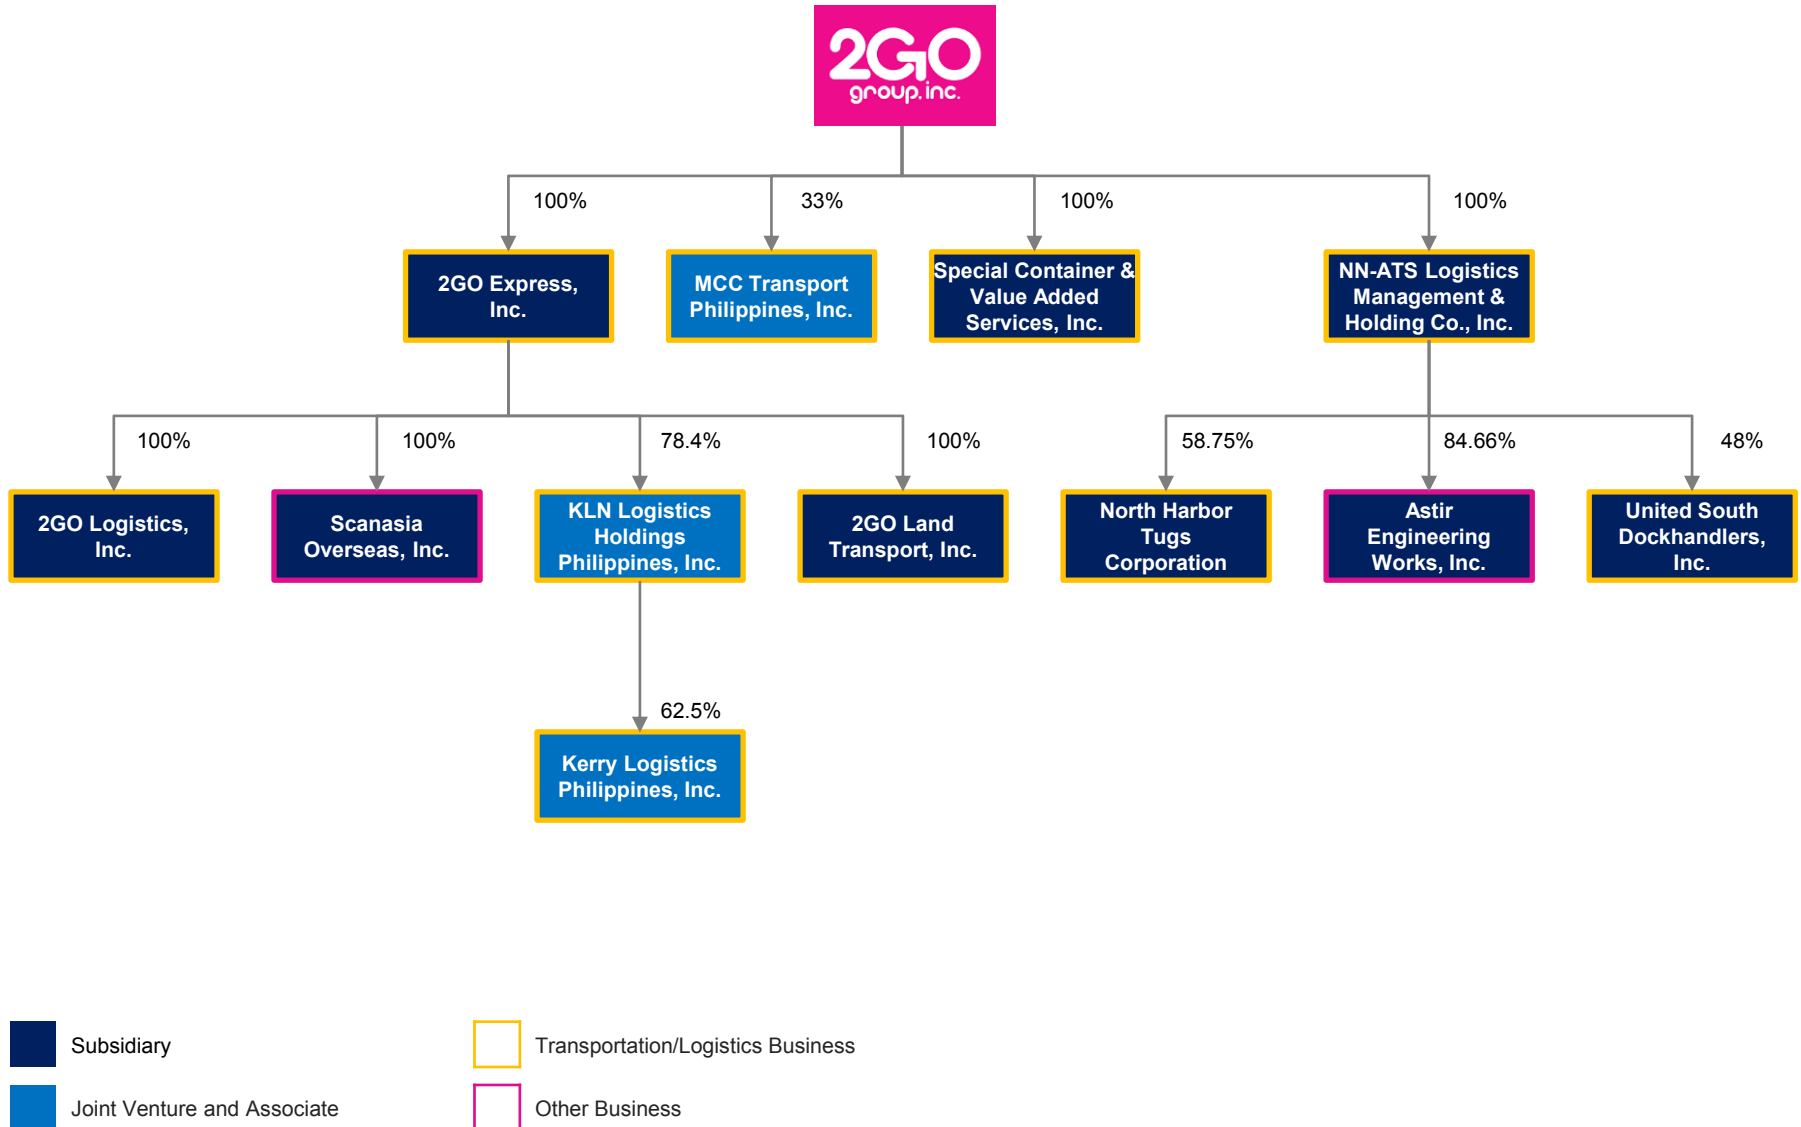 2GO
group.inc.
100%
33%
100%
100%
2GO Express,
Inc.
MCC Transport
Philippines, Inc.
Special Container &
Value Added
Services, Inc.
NN-ATS Logistics
Management &
Holding Co., Inc.
100%
100%
78.4%
100%
58.75%
84.66%
48%
2GO Logistics,
Inc.
Scanasia
Overseas, Inc.
KLN Logistics
Holdings
Philippines, Inc.
2GO Land
Transport, Inc.
North Harbor
Tugs
Corporation
Astir
Engineering
Works, Inc.
United South
Dockhandlers,
Inc.
62.5%
Kerry Logistics
Philippines, Inc.
Subsidiary
Transportation/Logistics Business
Joint Venture and Associate
Other Business